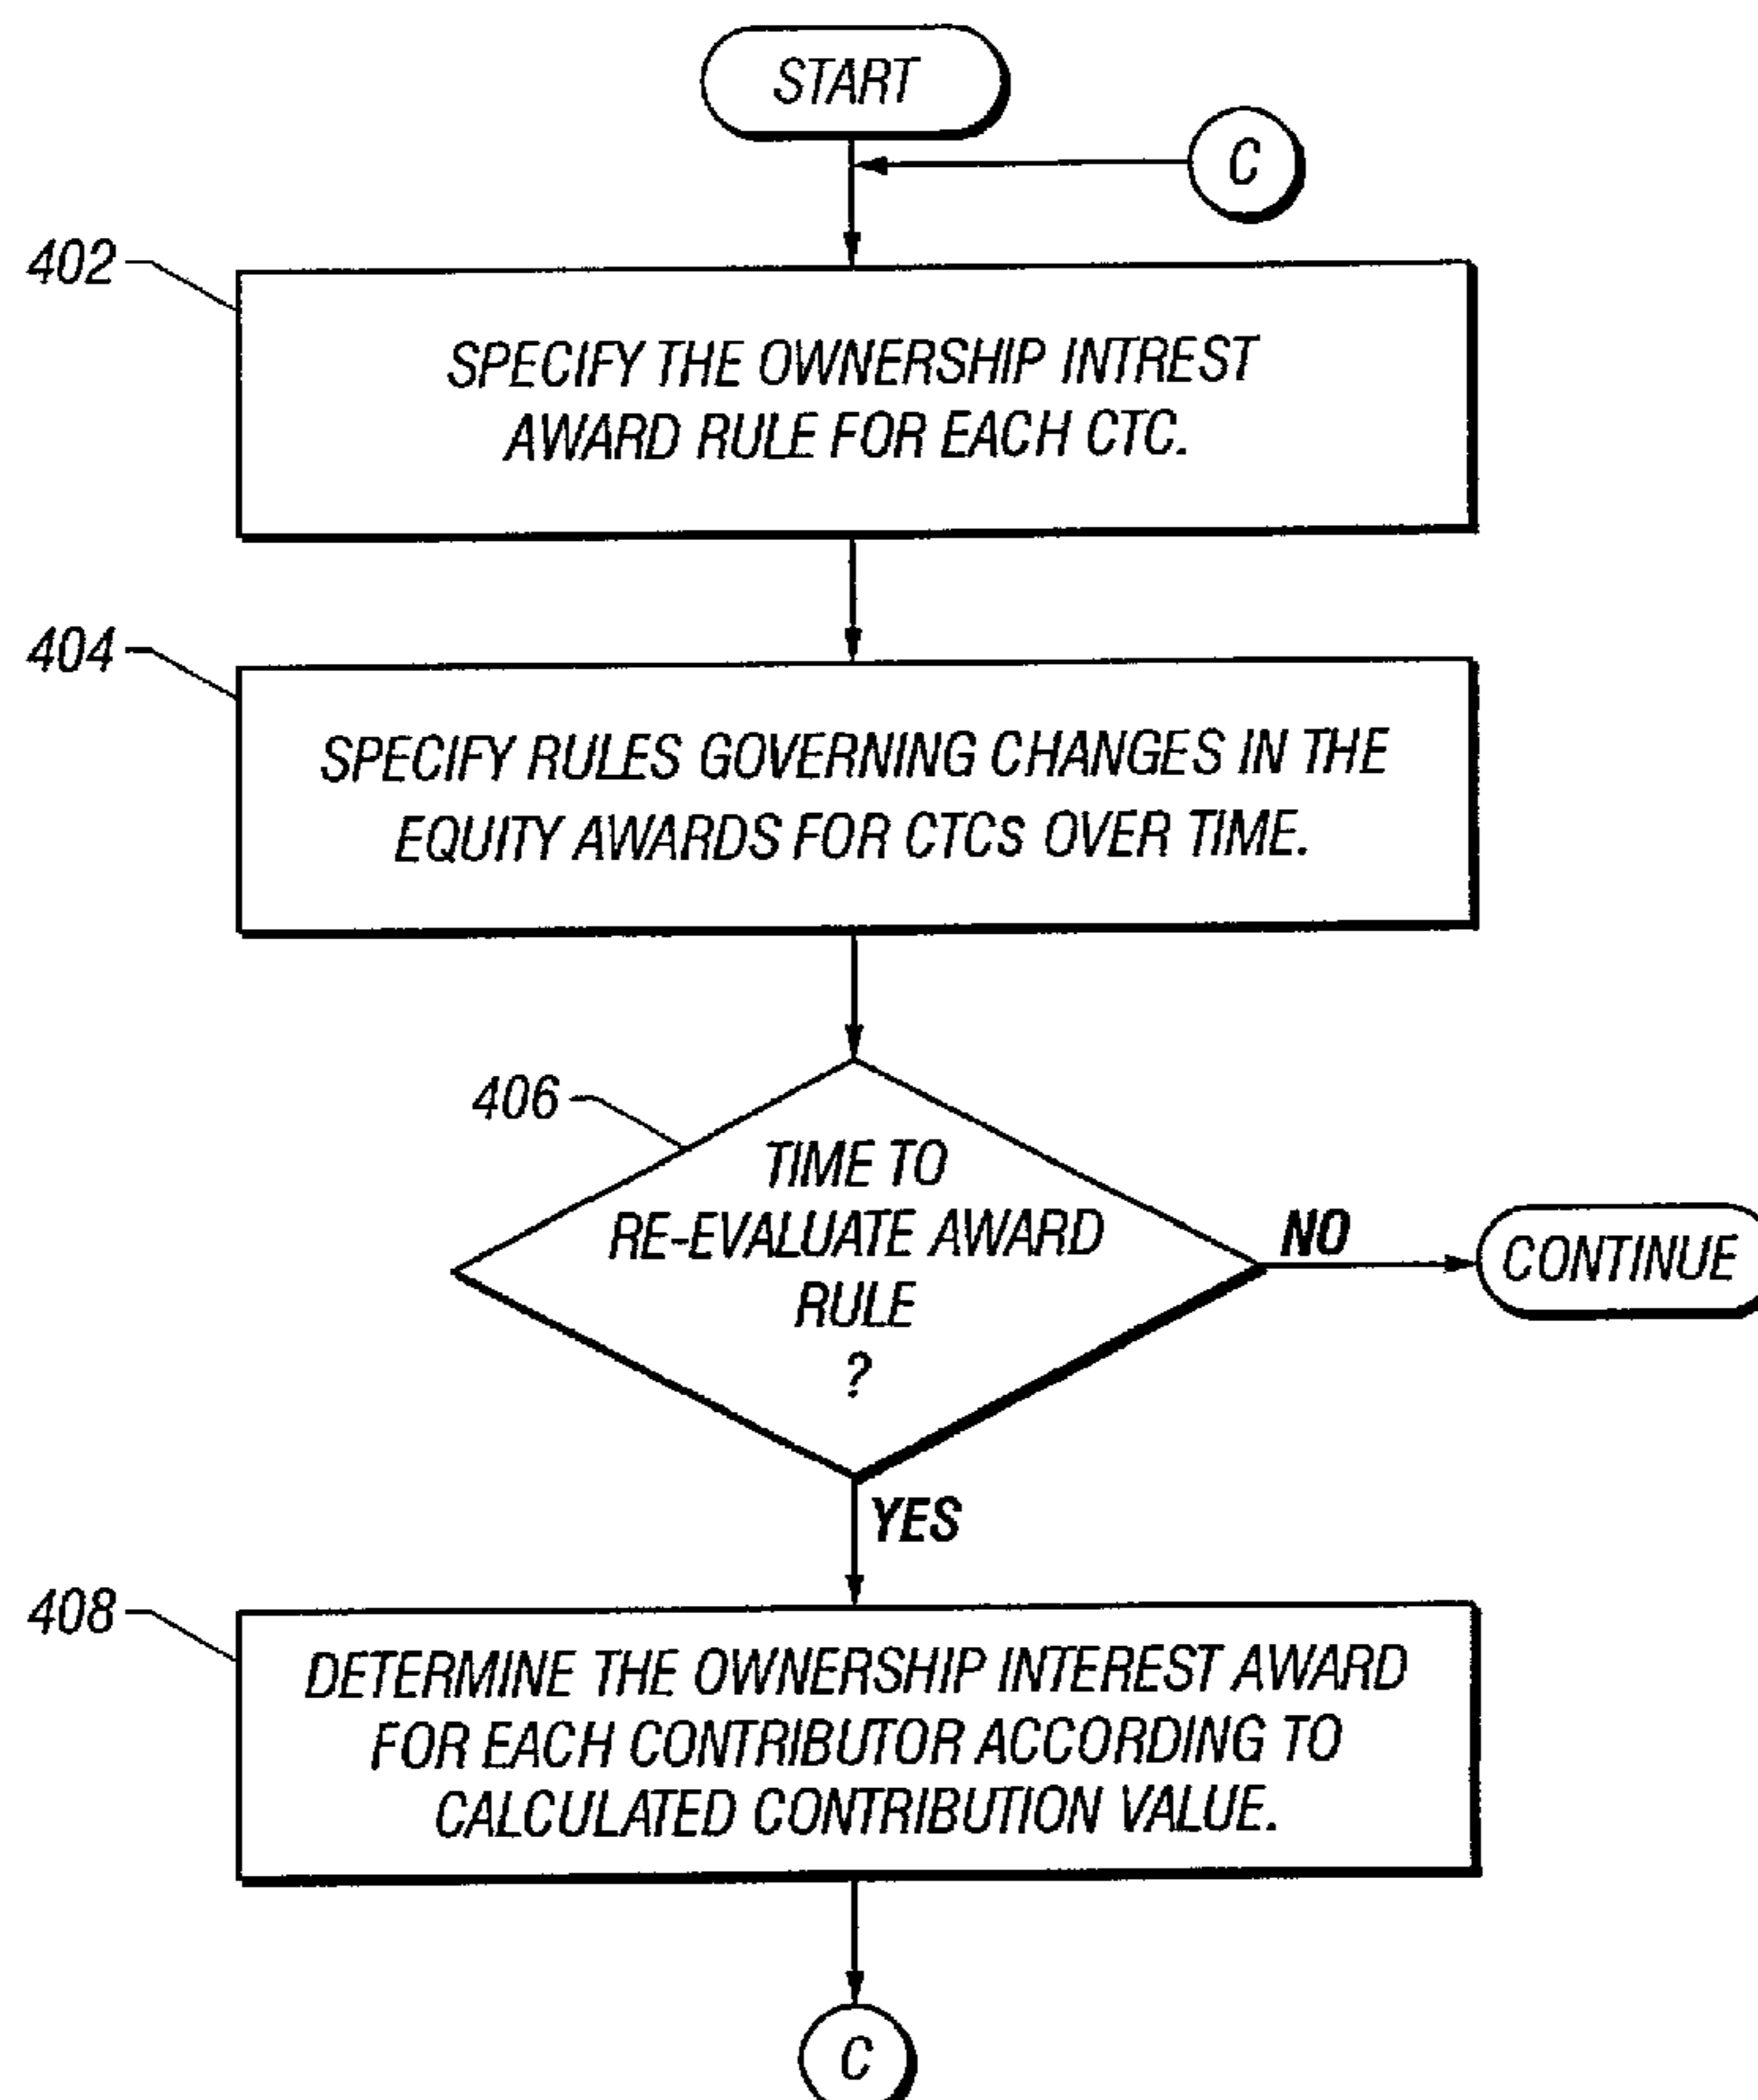 START
C
402
SPECIFY THE OWNERSHIP INTREST
AWARD RULE FOR EACH CTC.
404
SPECIFY RULES GOVERNING CHANGES IN THE
EQUITY AWARDS FOR CTCs OVER TIME.
406
TIME TO
RE-EVALUATE AWARD
RULE
?
NO
CONTINUE
YES
408
DETERMINE THE OWNERSHIP INTEREST AWARD
FOR EACH CONTRIBUTOR ACCORDING TO
CALCULATED CONTRIBUTION VALUE.
C